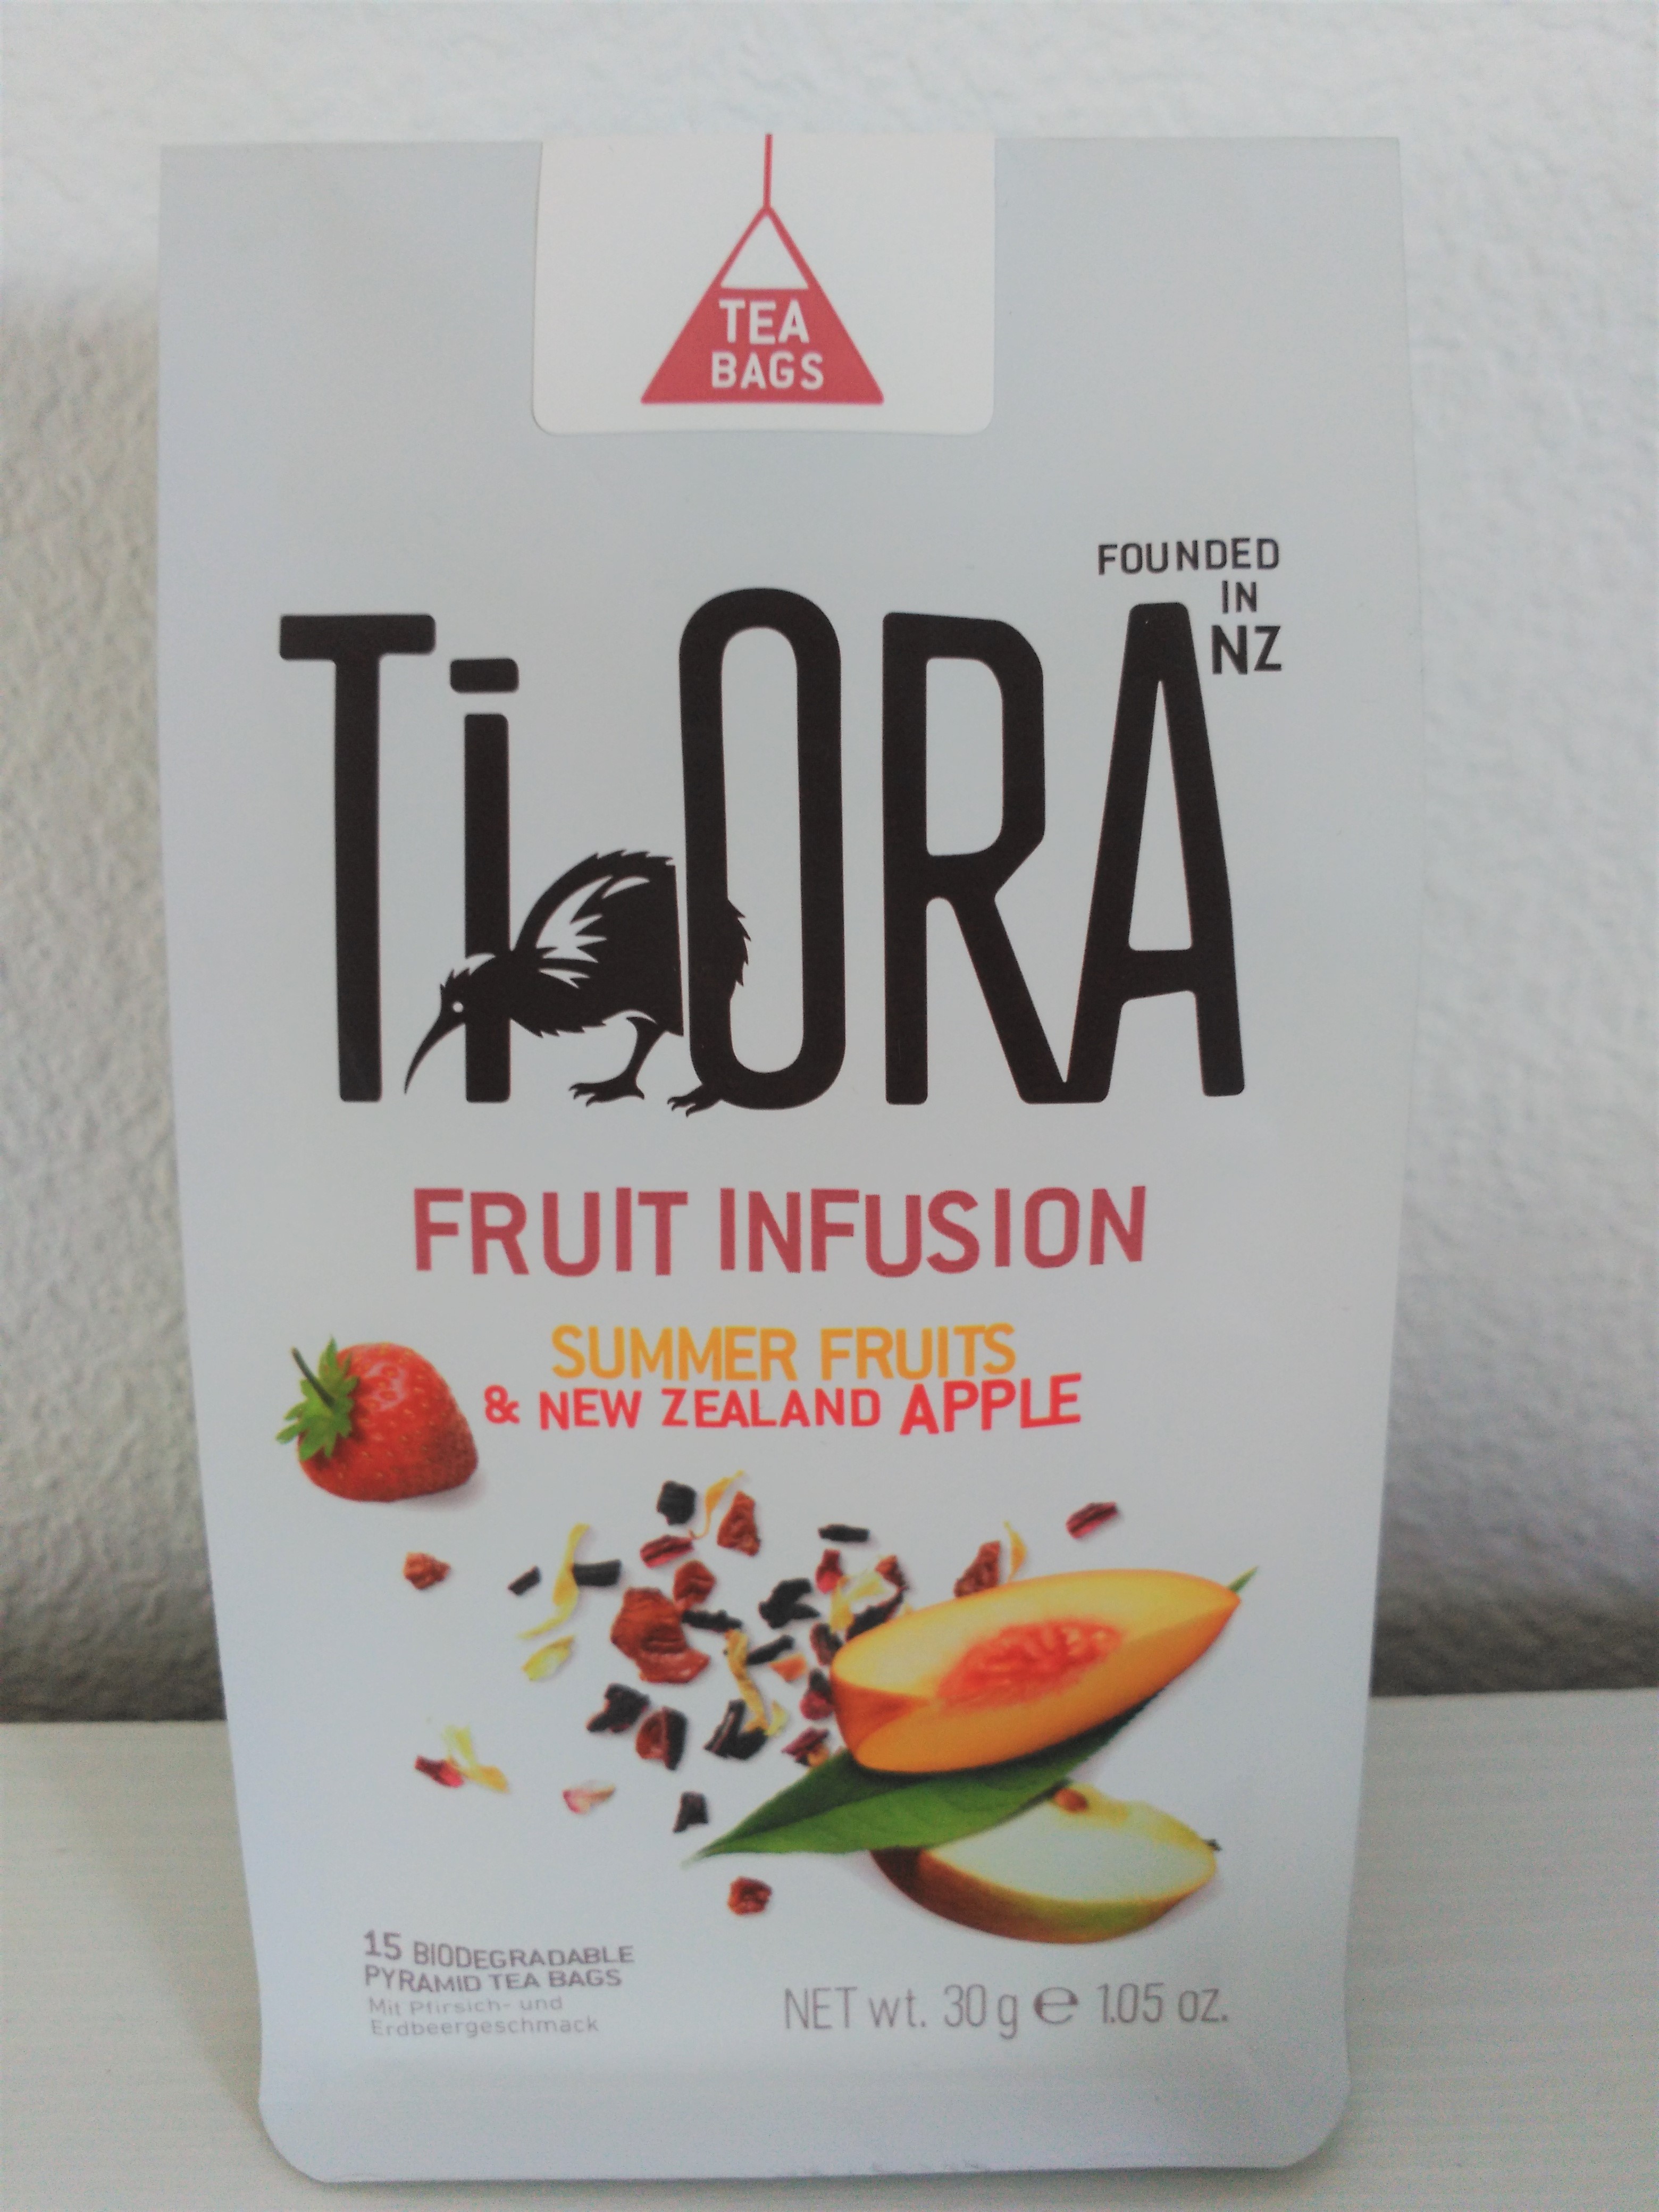 TEA
BAGS
FOUNDED
IN
NZ
Ti ORA
FRUIT INFUSION
SUMMER FRUITS
& NEW ZEALAND APPLE
15 BIODEGRADABLE
PYRAMID TEA BAGS
Mit Pfirsich- und
Erdbeergeschmack
NET wt. 30 g ℮ 1.05 oz.